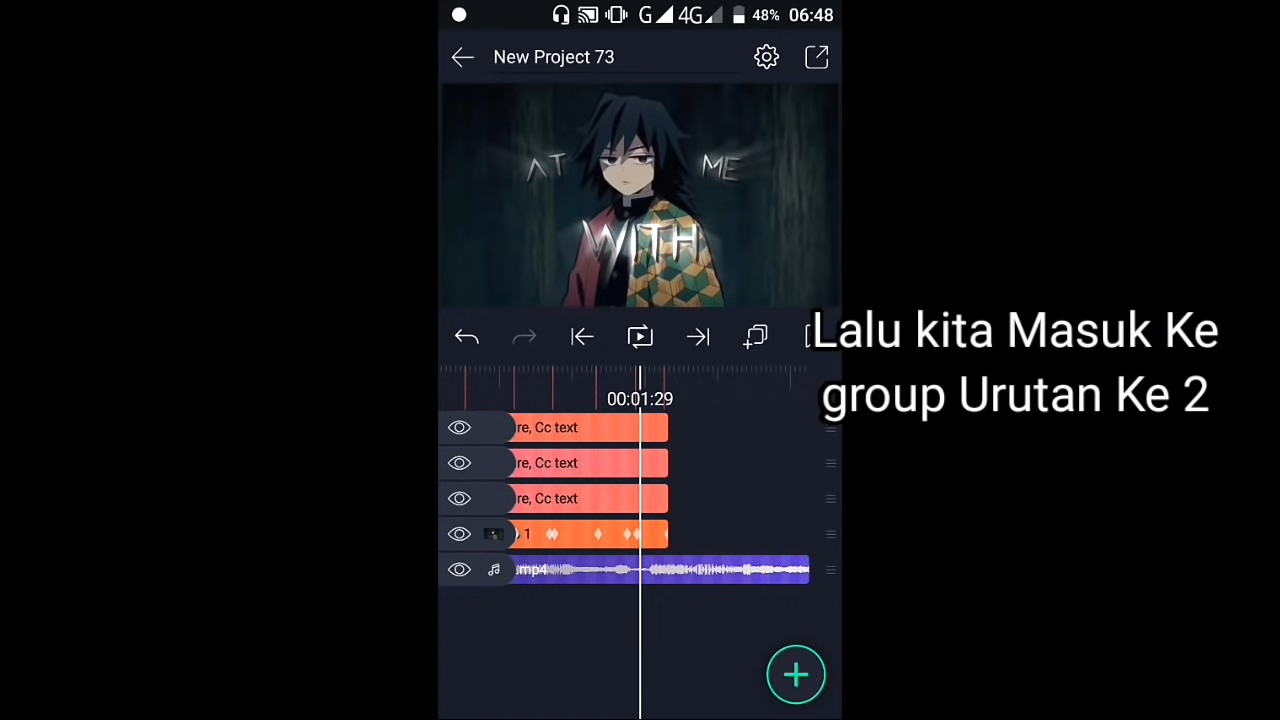 G 4G 48% 06:48
New Project 73
AT ME
WITH
Lalu kita Masuk Ke
group Urutan Ke 2
00:01:29
re, Cc text
re, Cc text
re, Cc text
1
.mp4